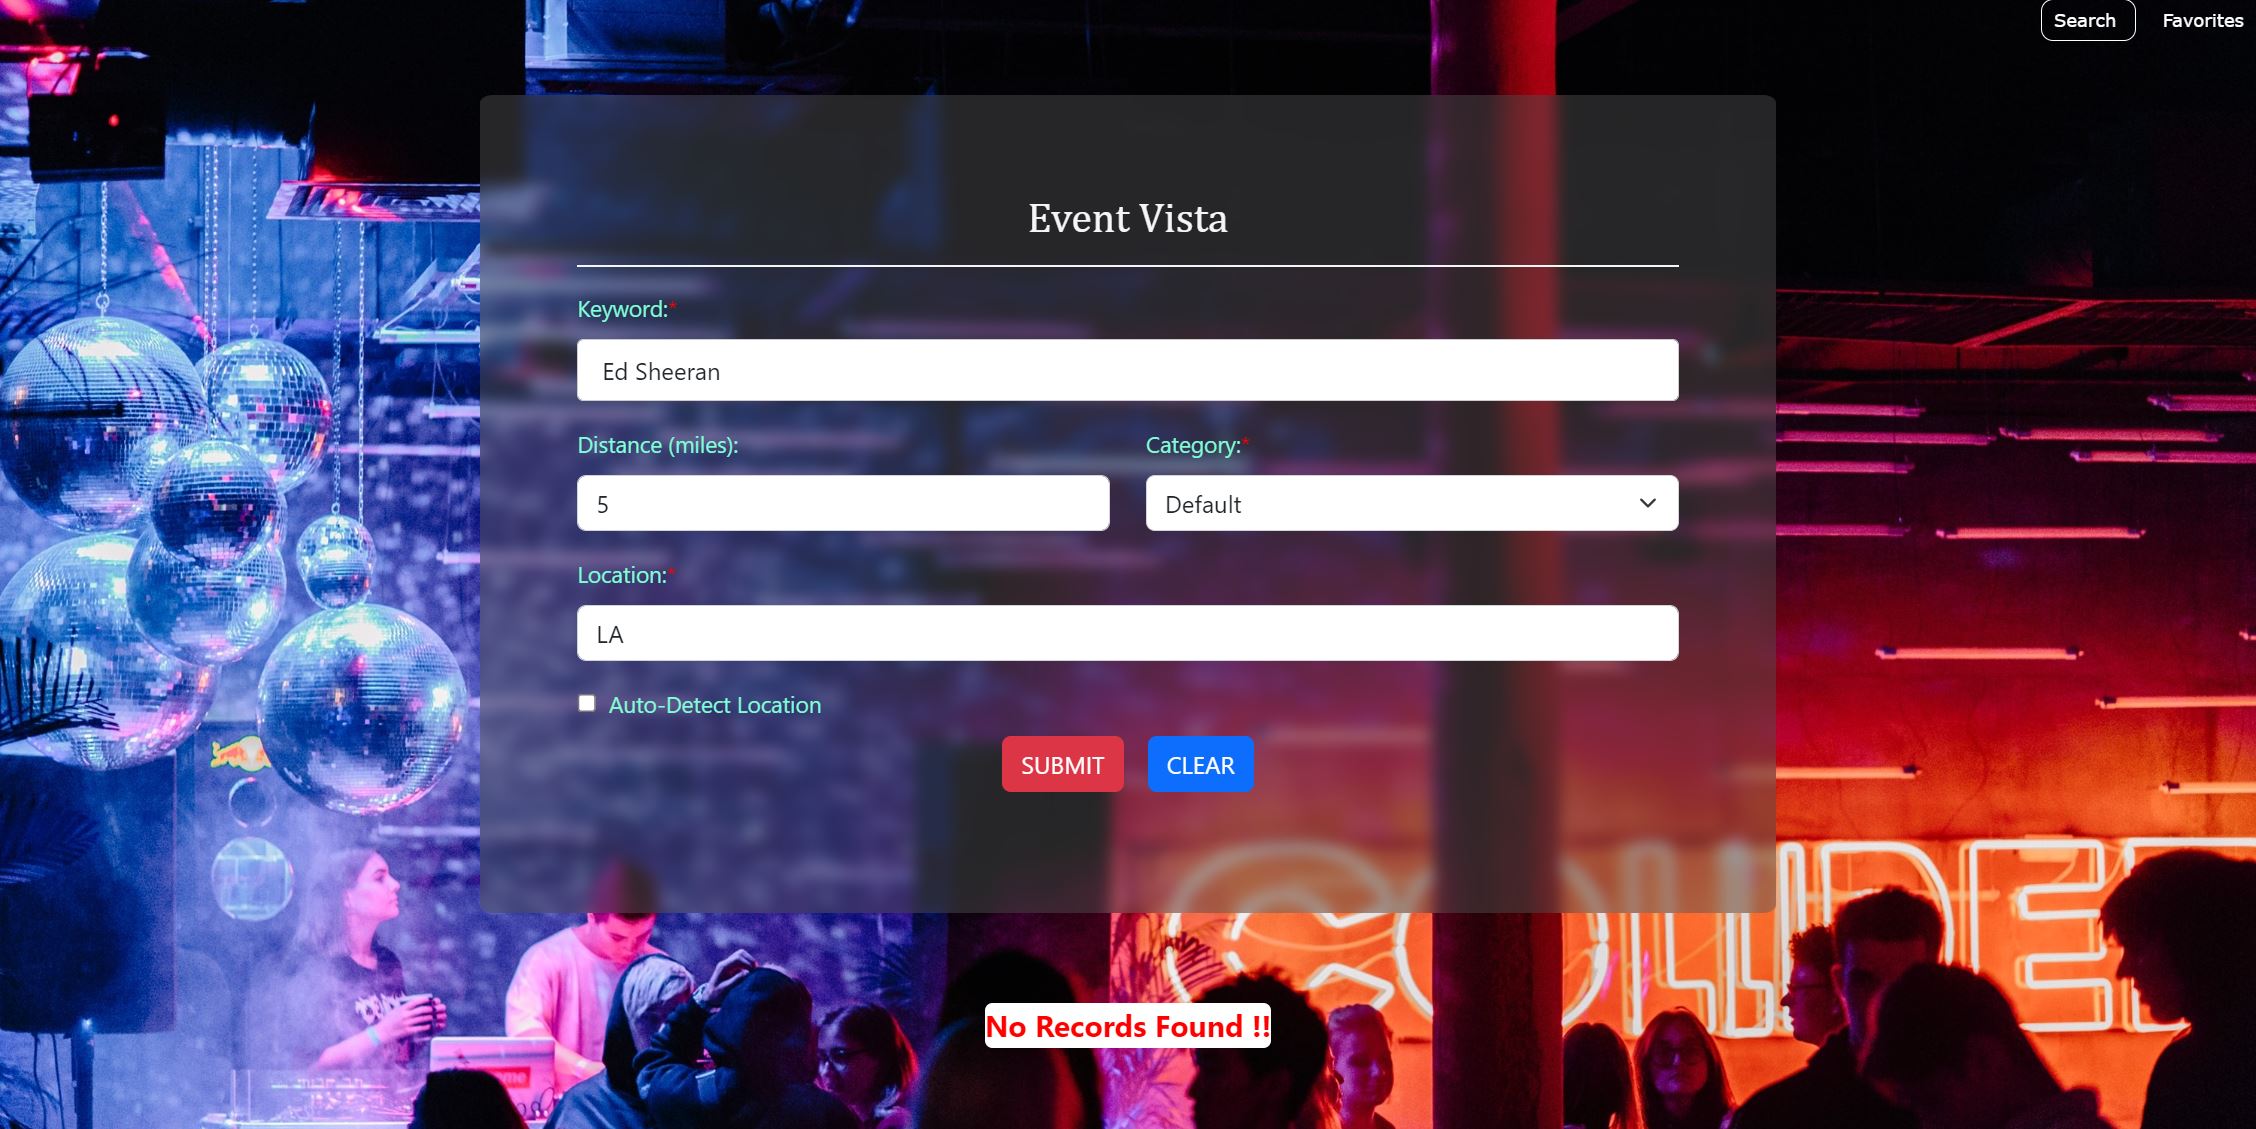 Search Favorites
Event Vista
Keyword:*
Ed Sheeran
Distance (miles): Category:*
5 Default
Location:*
LA
Auto-Detect Location
SUBMIT CLEAR
No Records Found !!